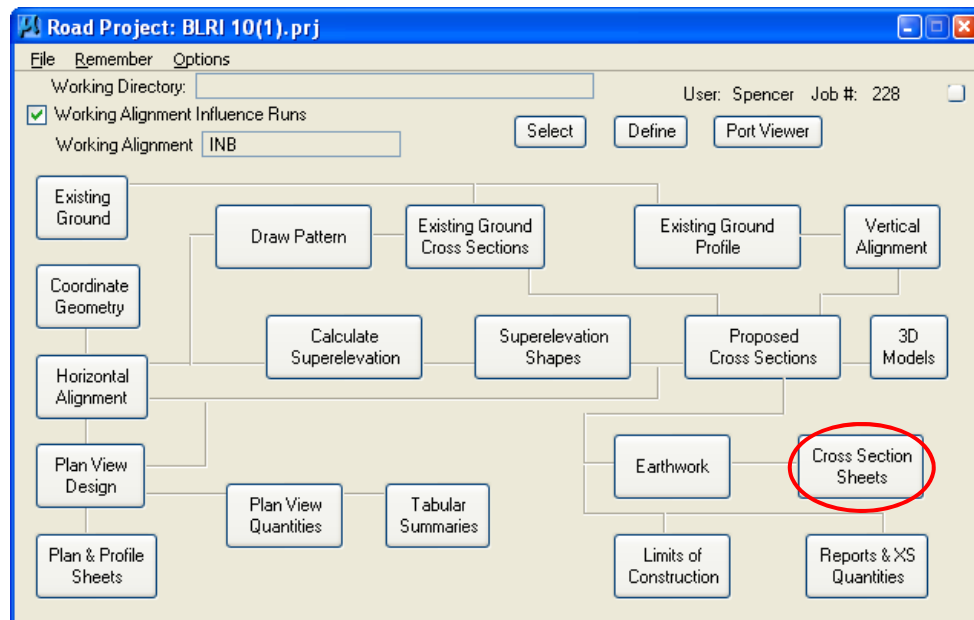 Road Project: BLRI 10(1).prj
File Remember Options
Working Directory:
User: Spencer Job #: 228
Working Alignment Influence Runs
Working Alignment INB
Select
Define
Port Viewer
Existing
Ground
Draw Pattern
Existing Ground
Cross Sections
Existing Ground
Profile
Vertical
Alignment
Coordinate
Geometry
Calculate
Superelevation
Superelevation
Shapes
Proposed
Cross Sections
3D
Models
Horizontal
Alignment
Plan View
Design
Earthwork
Cross Section
Sheets
Plan View
Quantities
Tabular
Summaries
Plan & Profile
Sheets
Limits of
Construction
Reports & XS
Quantities